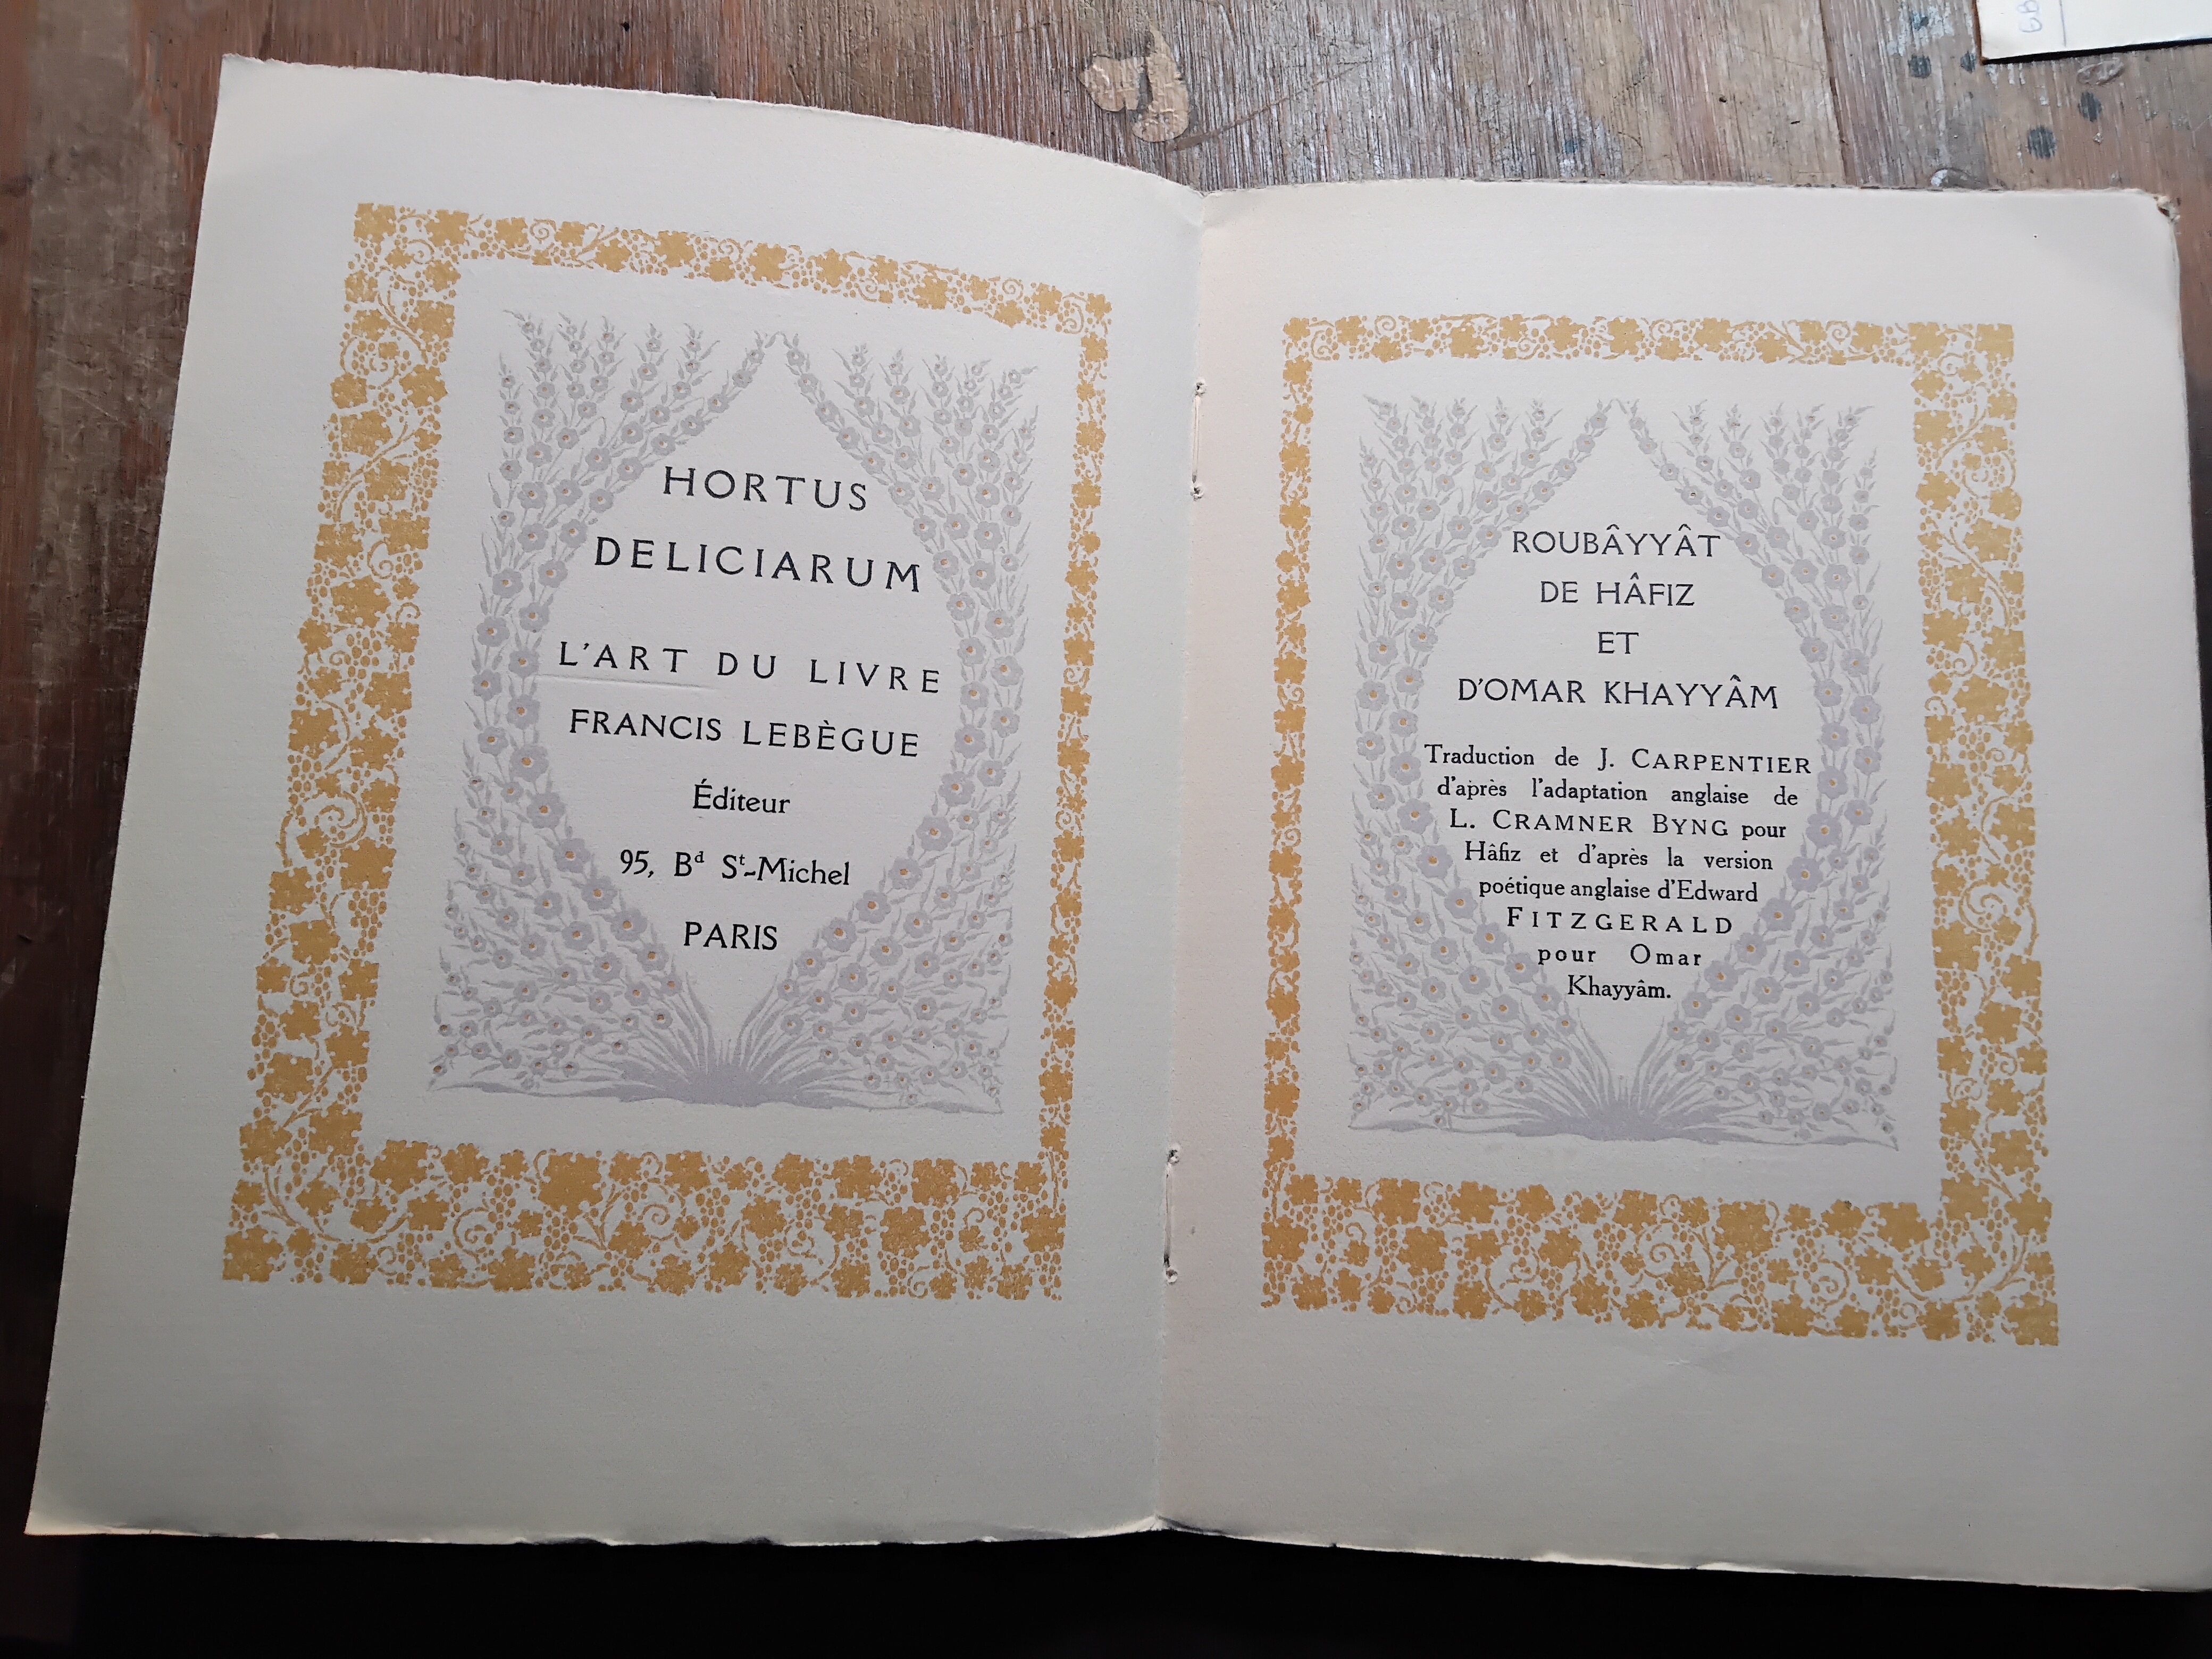 HORTUS
DELICIARUM
L'ART DU LIVRE
FRANCIS LEBÈGUE
Éditeur
95, Bd St-Michel
PARIS
ROUBÂYYÂT
DE HÂFIZ
ET
D'OMAR KHAYYÂM
Traduction de J. CARPENTIER
d'après l'adaptation anglaise de
L. CRAMNER BYNG pour
Hâfiz et d'après la version
poétique anglaise d'Edward
FITZGERALD
pour Omar
Khayyâm.